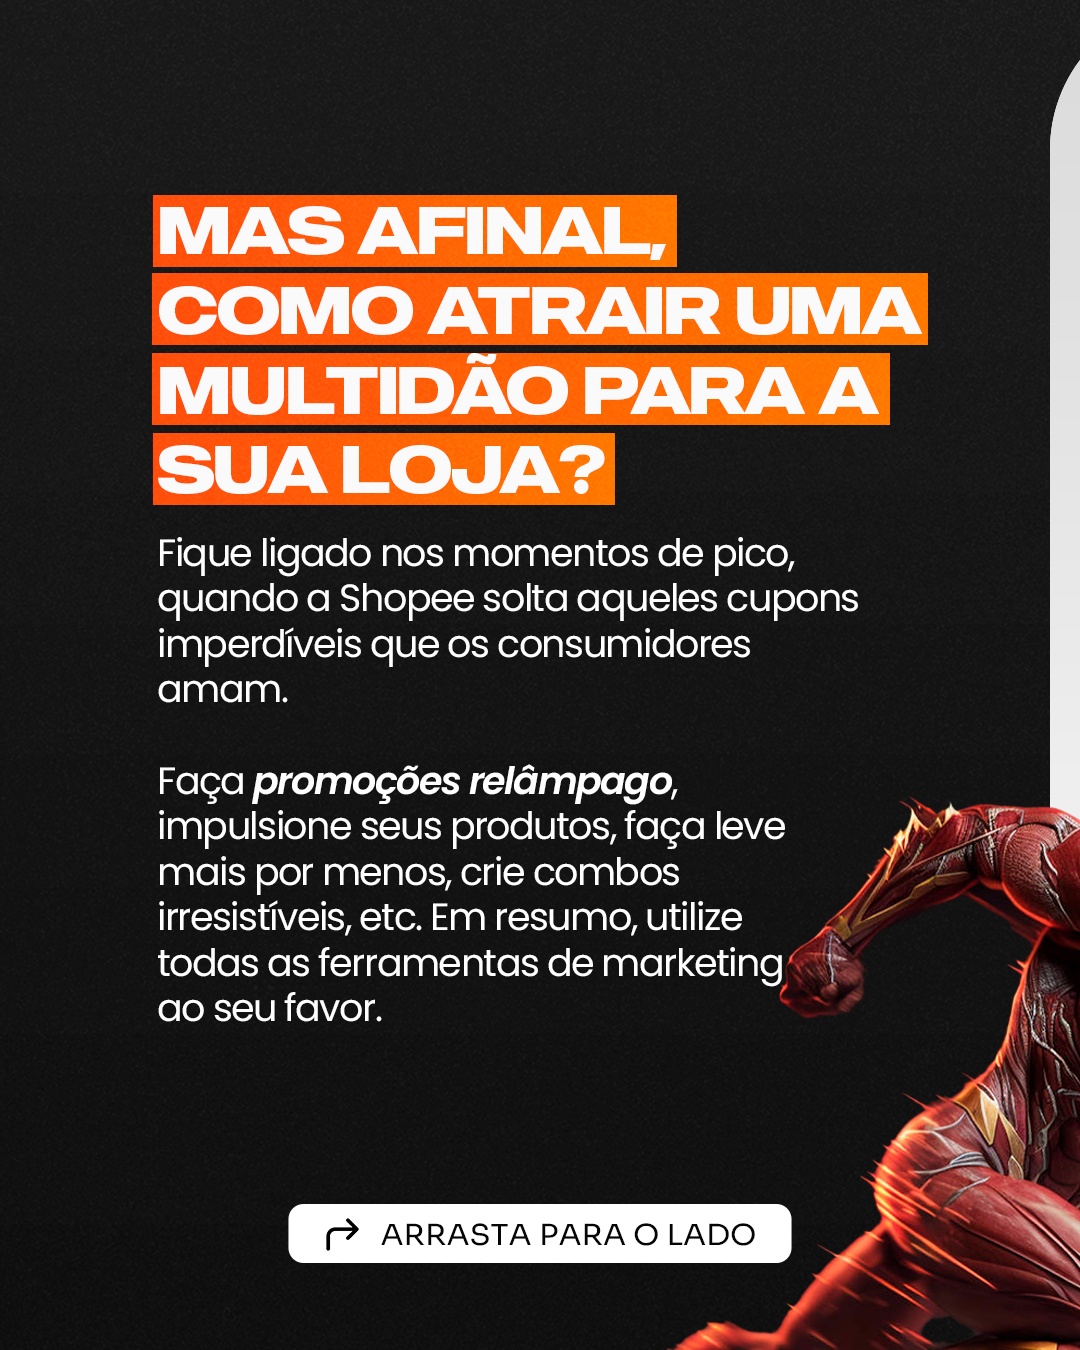 MAS AFINAL,
COMO ATRAIR UMA
MULTIDÃO PARA A
SUA LOJA?
Fique ligado nos momentos de pico,
quando a Shopee solta aqueles cupons
imperdíveis que os consumidores
amam.
Faça promoções relâmpago,
impulsione seus produtos, faça leve
mais por menos, crie combos
irresistíveis, etc. Em resumo, utilize
todas as ferramentas de marketing
ao seu favor.
ARRASTA PARA O LADO